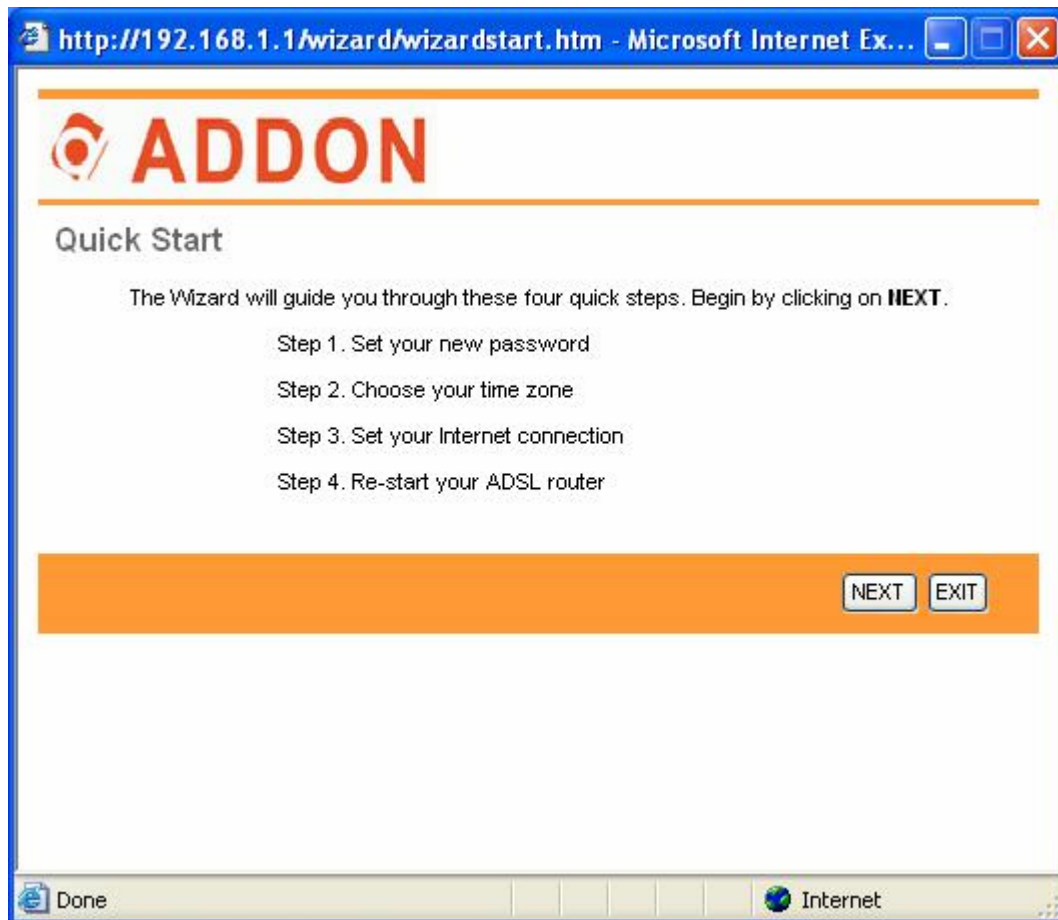 http://192.168.1.1/wizard/wizardstart.htm - Microsoft Internet Ex...
ADDON
Quick Start
The Wizard will guide you through these four quick steps. Begin by clicking on NEXT.
Step 1. Set your new password
Step 2. Choose your time zone
Step 3. Set your Internet connection
Step 4. Re-start your ADSL router
NEXT EXIT
Done Internet